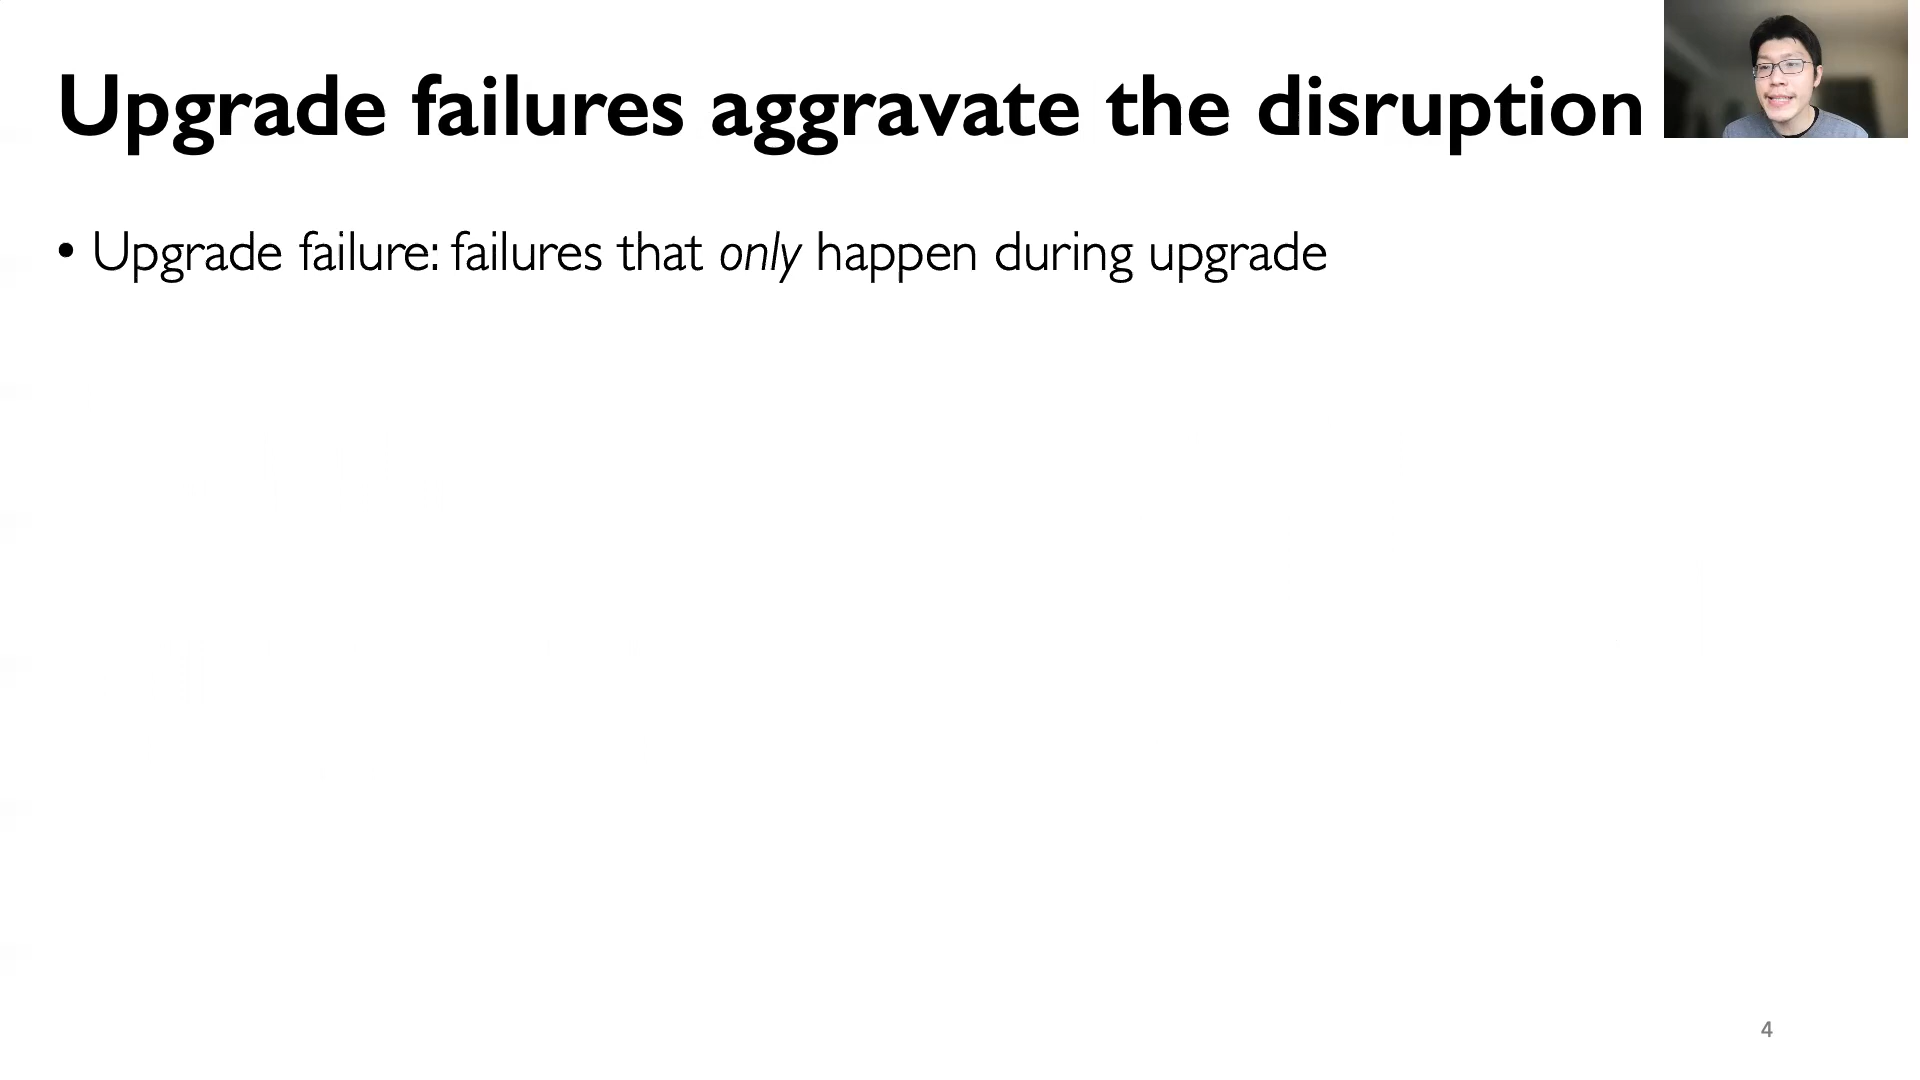 Upgrade failures aggravate the disruption
• Upgrade failure: failures that only happen during upgrade
4